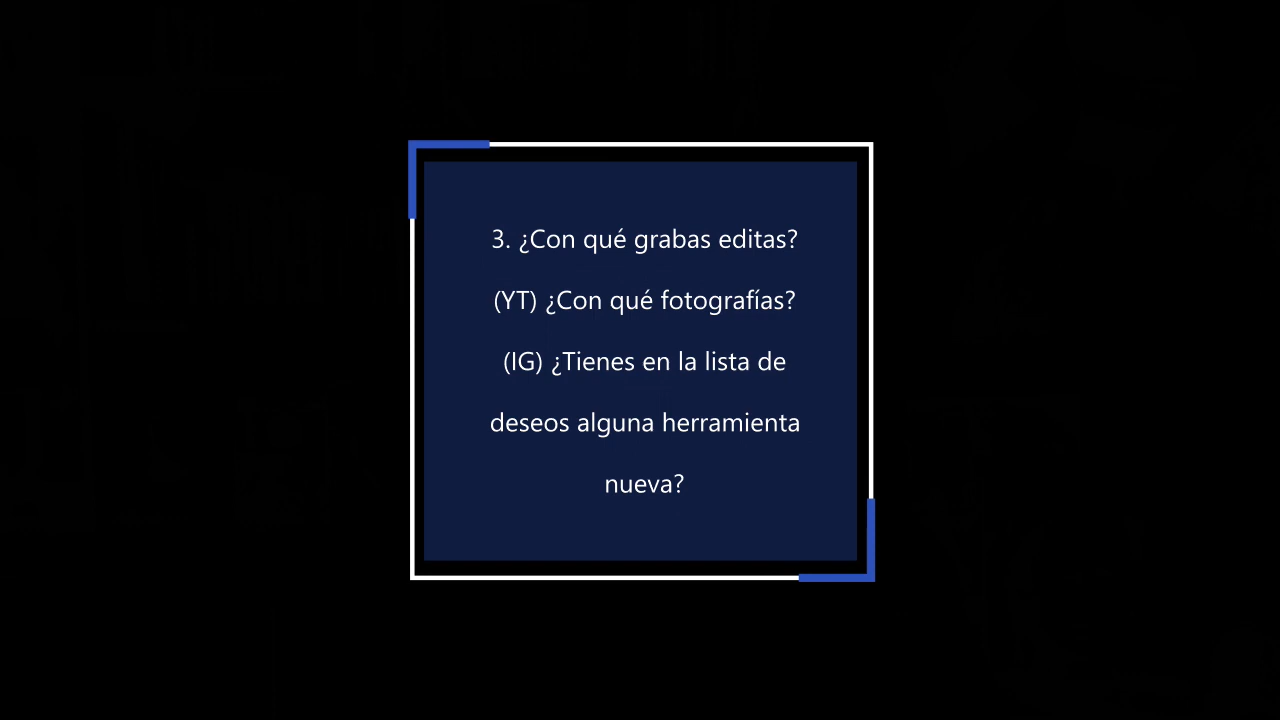 3. ¿Con qué grabas editas?
(YT) ¿Con qué fotografías?
(IG) ¿Tienes en la lista de
deseos alguna herramienta
nueva?